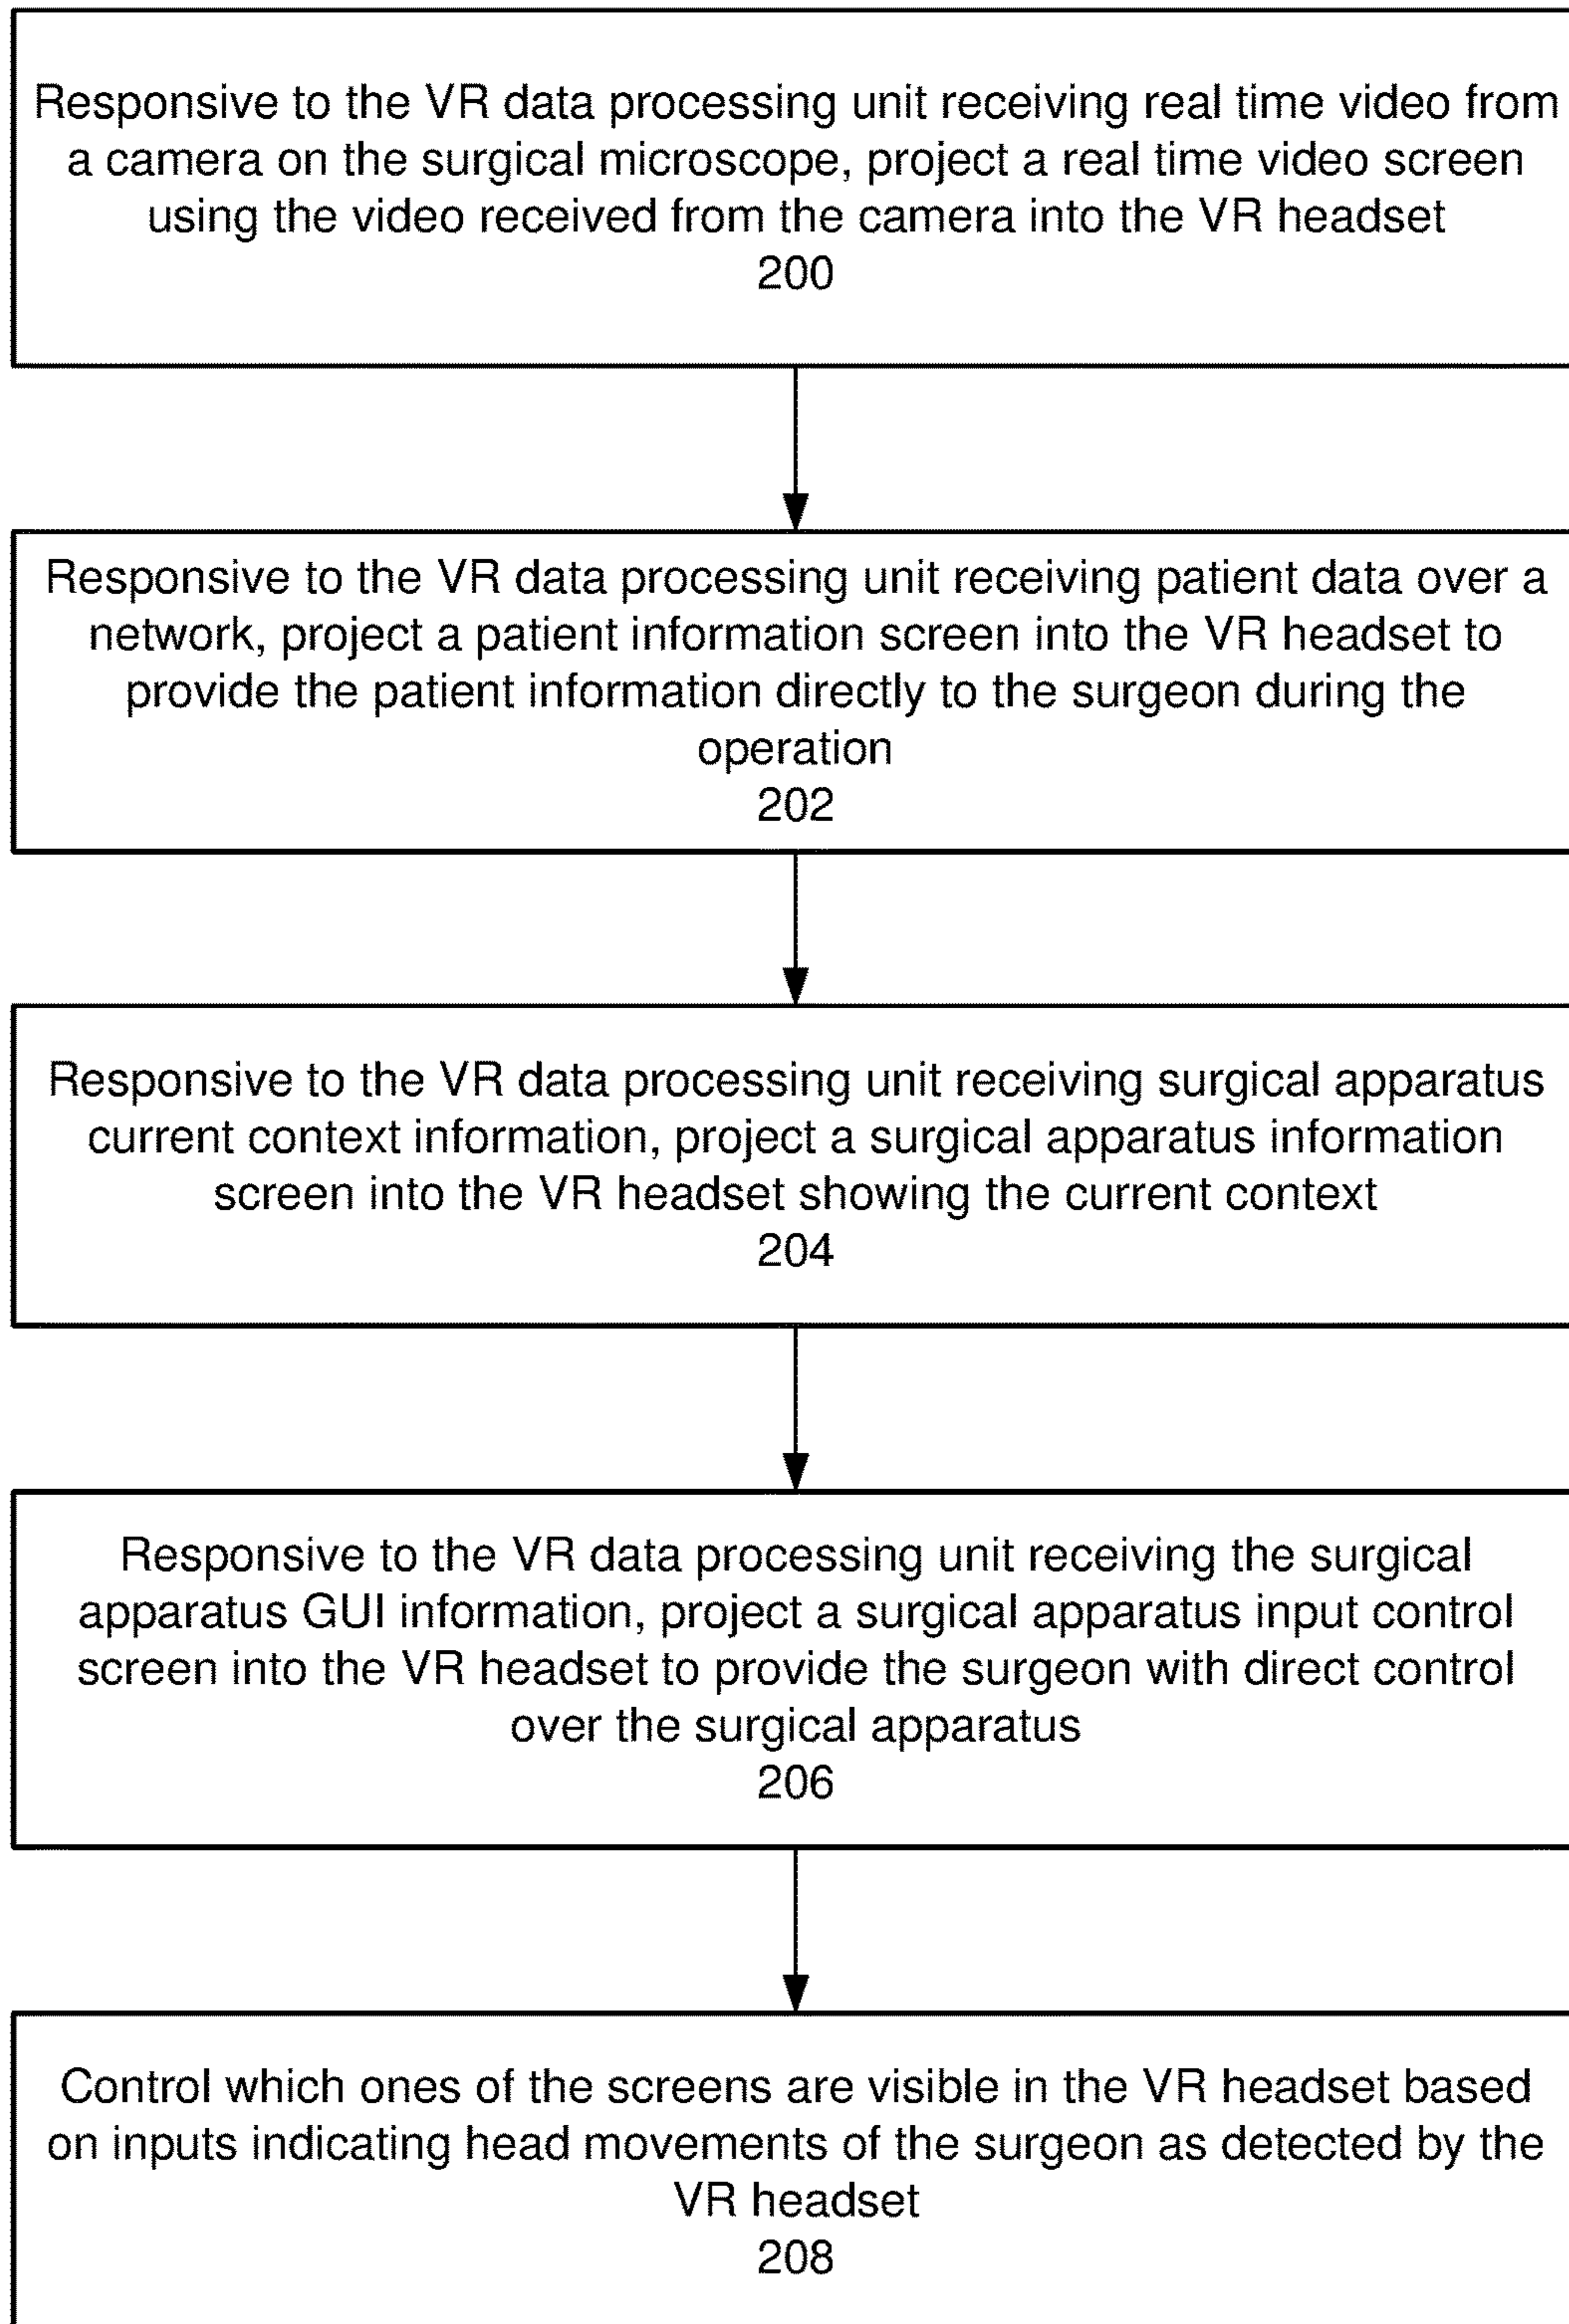 Responsive to the VR data processing unit receiving real time video from
a camera on the surgical microscope, project a real time video screen
using the video received from the camera into the VR headset
200
Responsive to the VR data processing unit receiving patient data over a
network, project a patient information screen into the VR headset to
provide the patient information directly to the surgeon during the
operation
202
Responsive to the VR data processing unit receiving surgical apparatus
current context information, project a surgical apparatus information
screen into the VR headset showing the current context
204
Responsive to the VR data processing unit receiving the surgical
apparatus GUI information, project a surgical apparatus input control
screen into the VR headset to provide the surgeon with direct control
over the surgical apparatus
206
Control which ones of the screens are visible in the VR headset based
on inputs indicating head movements of the surgeon as detected by the
VR headset
208